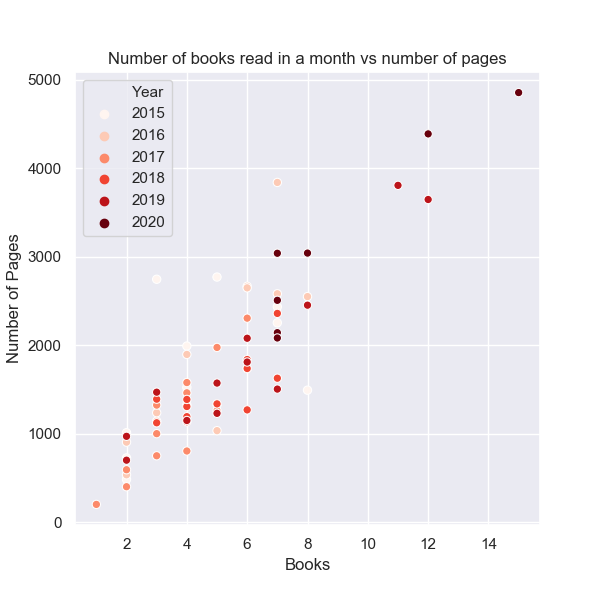 Number of books read in a month vs number of pages
Year
2015
2016
2017
2018
2019
2020
5000
4000
3000
2000
1000
0
Number of Pages
2 4 6 8 10 12 14
Books